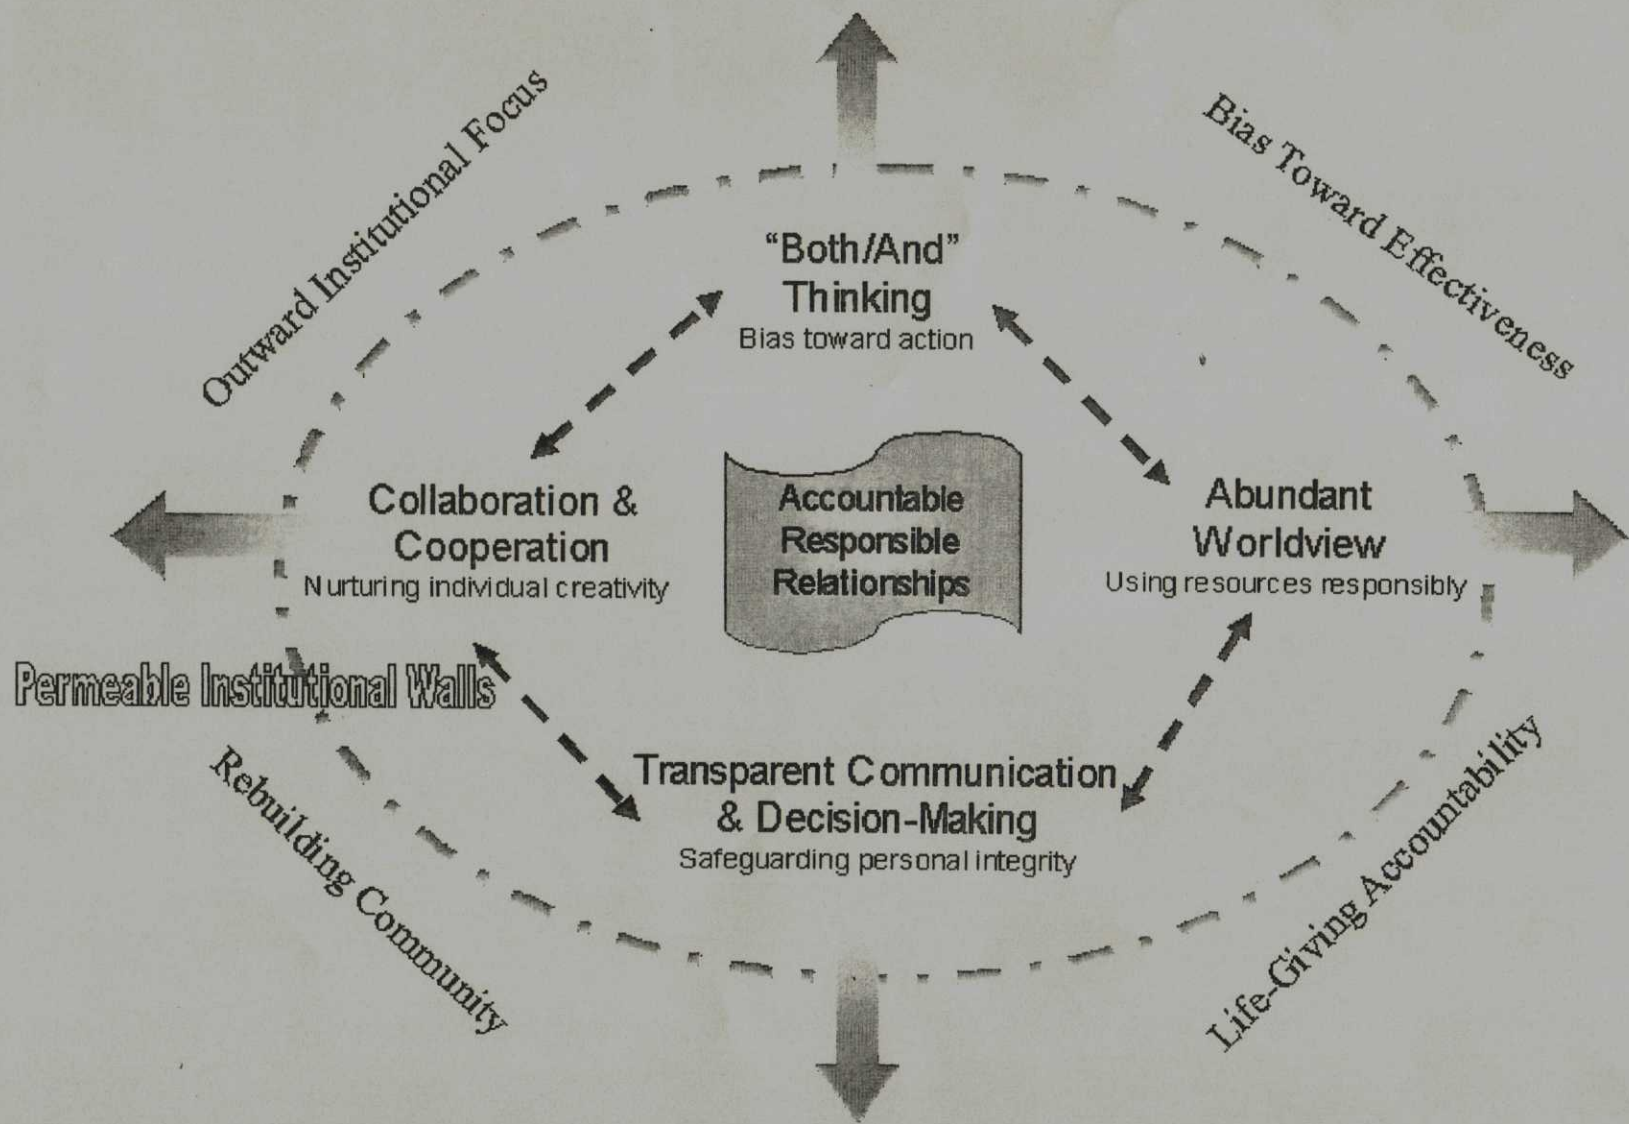 Outward Institutional Focus
Bias Toward Effectiveness
“Both/And”
Thinking
Bias toward action
Collaboration &
Cooperation
Nurturing individual creativity
Accountable
Responsible
Relationships
Abundant
Worldview
Using resources responsibly
Permeable Institutional Walls
Transparent Communication
& Decision-Making
Safeguarding personal integrity
Rebuilding Community
Life-Giving Accountability